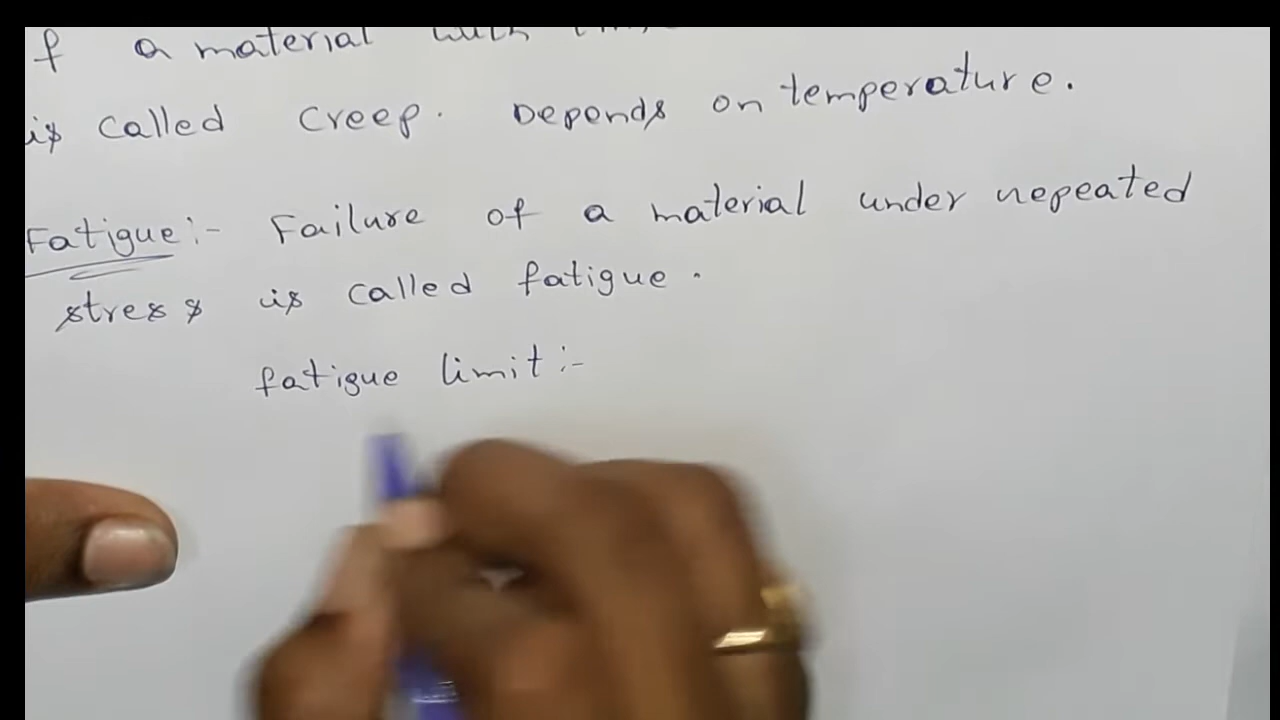 f a material with
is called creep. Depends on temperature.
Fatigue:- Failure of a material under repeated
stress is called fatigue.
fatigue limit:-